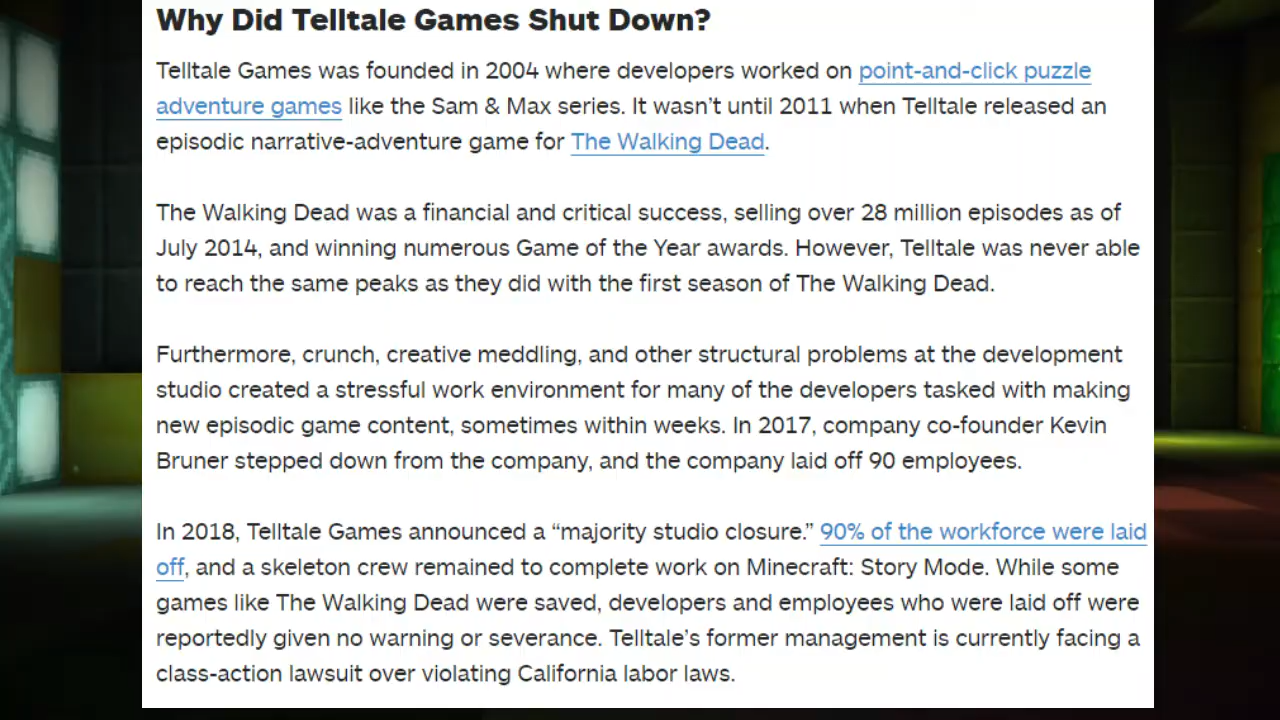 Why Did Telltale Games Shut Down?
Telltale Games was founded in 2004 where developers worked on point-and-click puzzle
adventure games like the Sam & Max series. It wasn’t until 2011 when Telltale released an
episodic narrative-adventure game for The Walking Dead.
The Walking Dead was a financial and critical success, selling over 28 million episodes as of
July 2014, and winning numerous Game of the Year awards. However, Telltale was never able
to reach the same peaks as they did with the first season of The Walking Dead.
Furthermore, crunch, creative meddling, and other structural problems at the development
studio created a stressful work environment for many of the developers tasked with making
new episodic game content, sometimes within weeks. In 2017, company co-founder Kevin
Bruner stepped down from the company, and the company laid off 90 employees.
In 2018, Telltale Games announced a “majority studio closure.” 90% of the workforce were laid
off, and a skeleton crew remained to complete work on Minecraft: Story Mode. While some
games like The Walking Dead were saved, developers and employees who were laid off were
reportedly given no warning or severance. Telltale’s former management is currently facing a
class-action lawsuit over violating California labor laws.